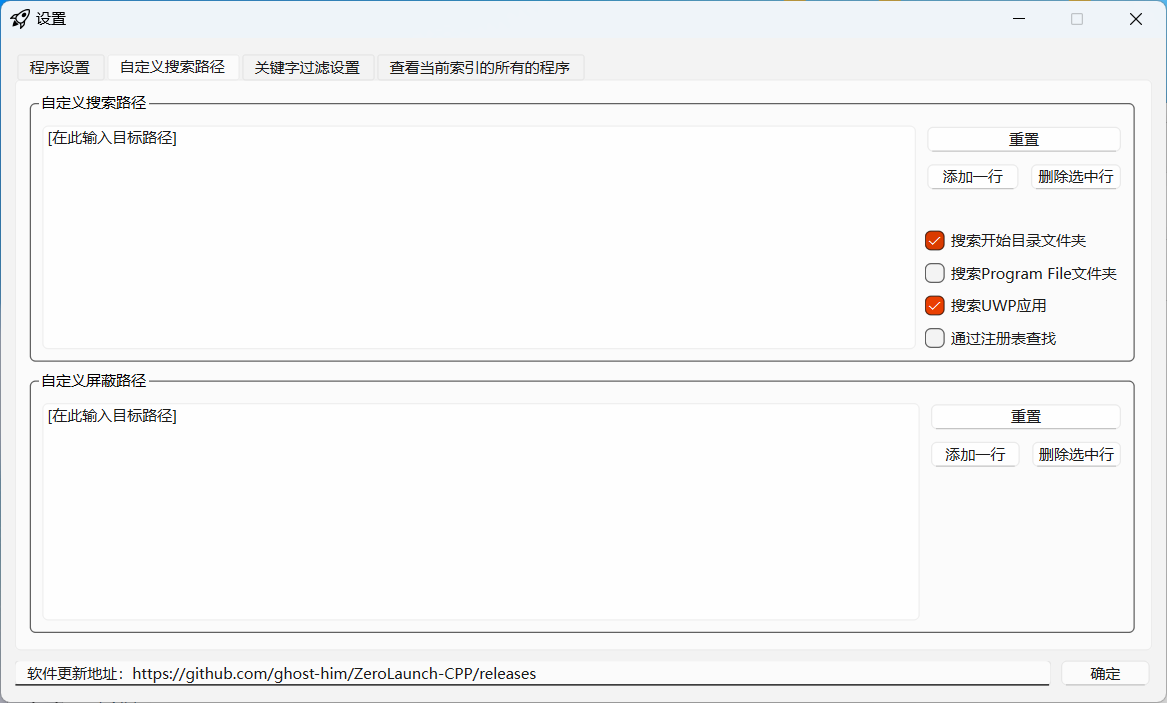 设置
程序设置
自定义搜索路径
关键字过滤设置
查看当前索引的所有的程序
自定义搜索路径
[在此输入目标路径]
重置
添加一行
删除选中行
搜索开始目录文件夹
搜索Program File文件夹
搜索UWP应用
通过注册表查找
自定义屏蔽路径
[在此输入目标路径]
重置
添加一行
删除选中行
软件更新地址：https://github.com/ghost-him/ZeroLaunch-CPP/releases
确定